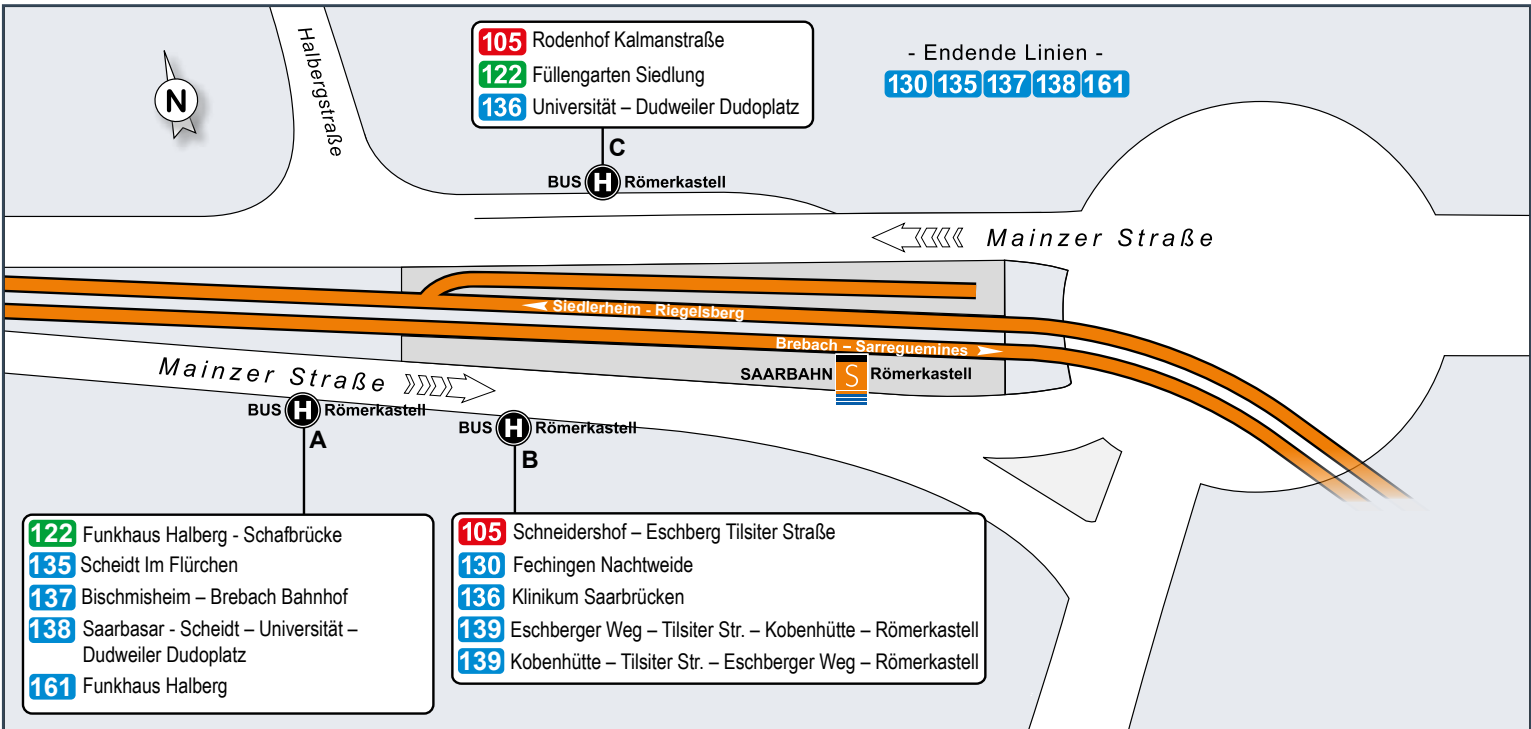 Halbergstraße
N
105 Rodenhof Kalmanstraße
122 Füllengarten Siedlung
136 Universität – Dudweiler Dudoplatz
C
BUS H Römerkastell
- Endende Linien -
130 135 137 138 161
Mainzer Straße
Siedlerheim - Riegelsberg
Brebach – Sarreguemines
SAARBAHN S Römerkastell
Mainzer Straße
BUS H Römerkastell
A
BUS H Römerkastell
B
122 Funkhaus Halberg - Schafbrücke
135 Scheidt Im Flürchen
137 Bischmisheim – Brebach Bahnhof
138 Saarbasar - Scheidt – Universität –
Dudweiler Dudoplatz
161 Funkhaus Halberg
105 Schneidershof – Eschberg Tilsiter Straße
130 Fechingen Nachtweide
136 Klinikum Saarbrücken
139 Eschberger Weg – Tilsiter Str. – Kobenhütte – Römerkastell
139 Kobenhütte – Tilsiter Str. – Eschberger Weg – Römerkastell